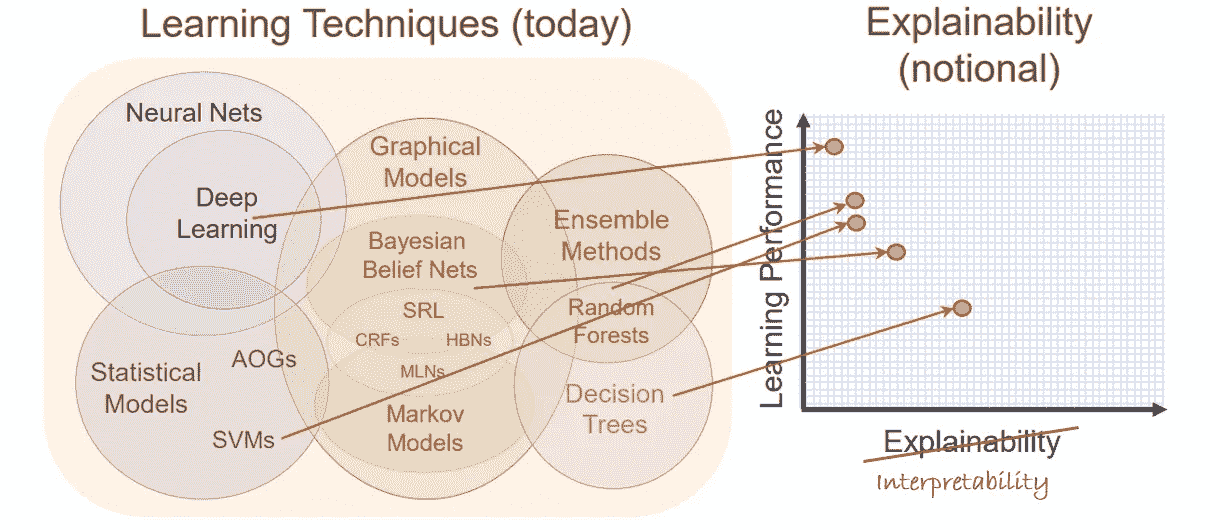 Learning Techniques (today)
Neural Nets
Deep
Learning
Graphical
Models
Bayesian
Belief Nets
SRL
CRFs
HBNs
MLNs
Markov
Models
Ensemble
Methods
Random
Forests
Decision
Trees
Statistical
Models
AOGs
SVMs
Explainability
(notional)
Learning Performance
Explainability
Interpretability